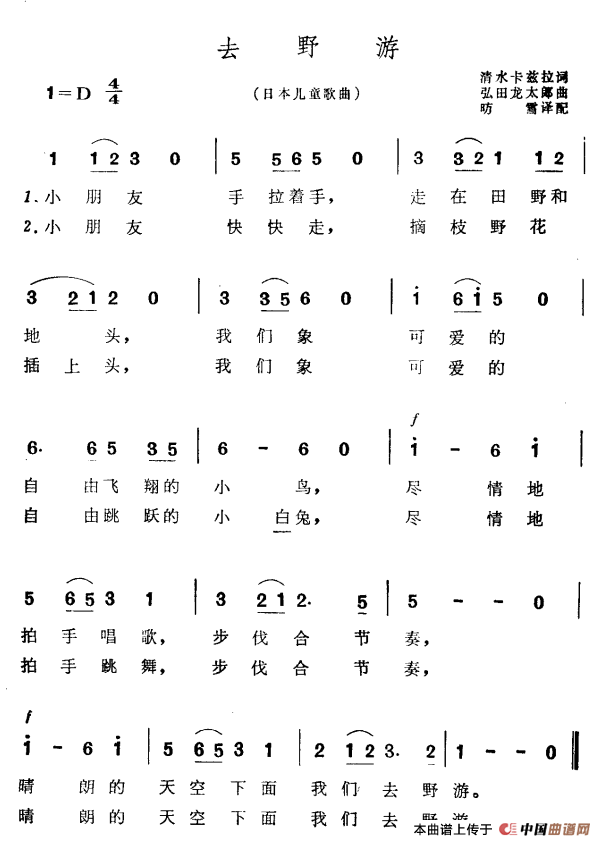 去野游
1=D 4/4
（日本儿童歌曲）
清水卡兹拉词
弘田龙太郎曲
昉雪译配
1 1 2 3 0 | 5 5 6 5 0 | 3 3 2 1 1 2
1.小朋友 手拉着手， 走在田野和
2.小朋友 快快走， 摘枝野花
3 2 1 2 0 | 3 3 5 6 0 | i 6 i 5 0
地头， 我们象 可爱的
插上头， 我们象 可爱的
f
6· 6 5 3 5 | 6 - 6 0 | i - 6 i
自由飞翔的小鸟， 尽情地
自由跳跃的小白兔， 尽情地
5 6 5 3 1 | 3 2 1 2· 5 | 5 - - 0
拍手唱歌， 步伐合节奏，
拍手跳舞， 步伐合节奏，
f
i - 6 i | 5 6 5 3 1 | 2 1 2 3· 2 | 1 - - 0
晴朗的天空下面我们去野游。
晴朗的天空下面我们去野游
本曲谱上传于 中国曲谱网